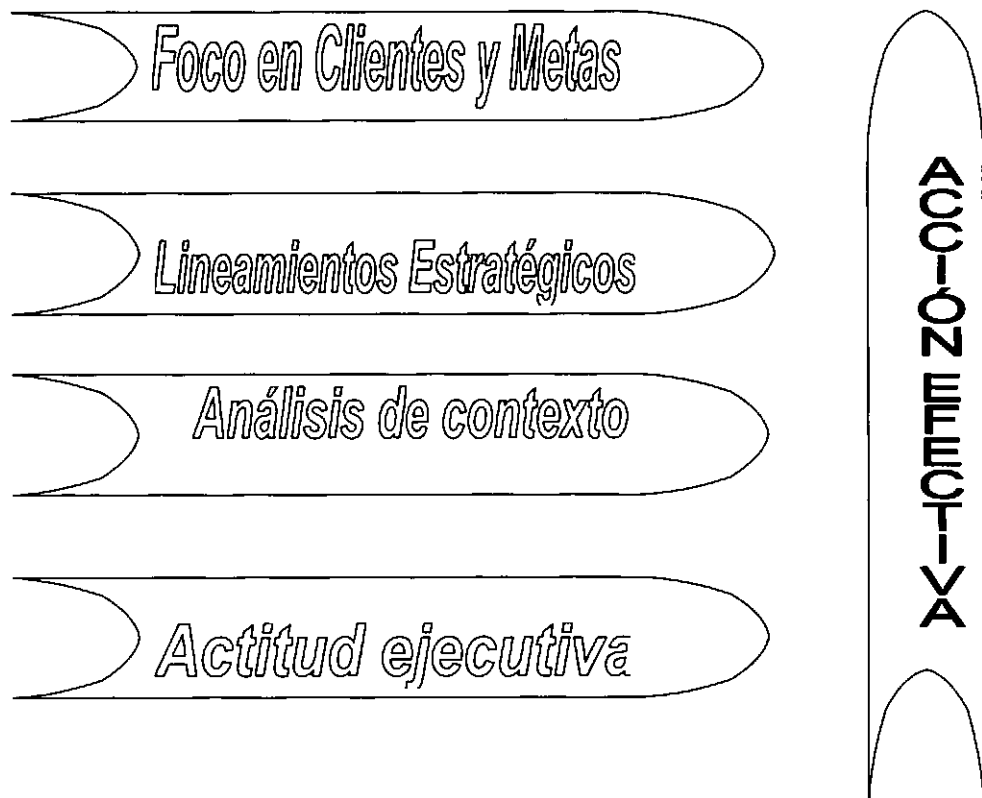 Foco en Clientes y Metas
Lineamientos Estratégicos
Análisis de contexto
Actitud ejecutiva
ACCIÓN EFECTIVA